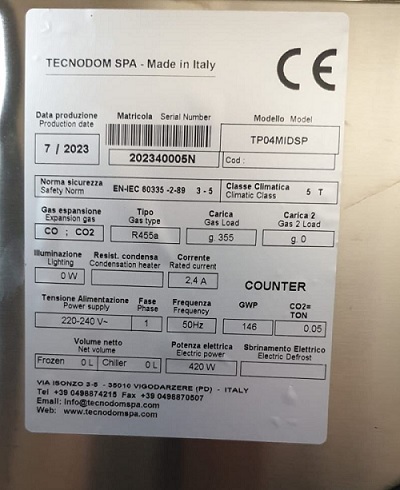 TECNODOM SPA - Made in Italy CE
Data produzione Matricola Serial Number Modello Model
Production date
7 / 2023 202340005N TP04MIDSP
Cod :
Norma sicurezza EN-IEC 60335 -2-89 3 - 5 Classe Climatica 5 T
Safety Norm Climatic Class
Gas espansione Tipo Carica Carica 2
Expansion gas Gas type Gas Load Gas 2 Load
CO ; CO2 R455a g 355 g 0
Illuminazione Resist. condensa Corrente
Lighting Condensation heater Rated current
0 W 2,4 A COUNTER
Tensione Alimentazione Fase Frequenza GWP CO2=
Power supply Phase Frequency TON
220-240 V~ 1 50Hz 146 0.05
Volume netto Potenza elettrica Sbrinamento Elettrico
Net volume Electric power Electric Defrost
Frozen 0 L Chiller 0 L 420 W
VIA ISONZO 3-5 - 35010 VIGODARZERE (PD) - ITALY
Tel +39 0498874215 Fax +39 0498870507
Email: info@tecnodomspa.com
Web: www.tecnodomspa.com